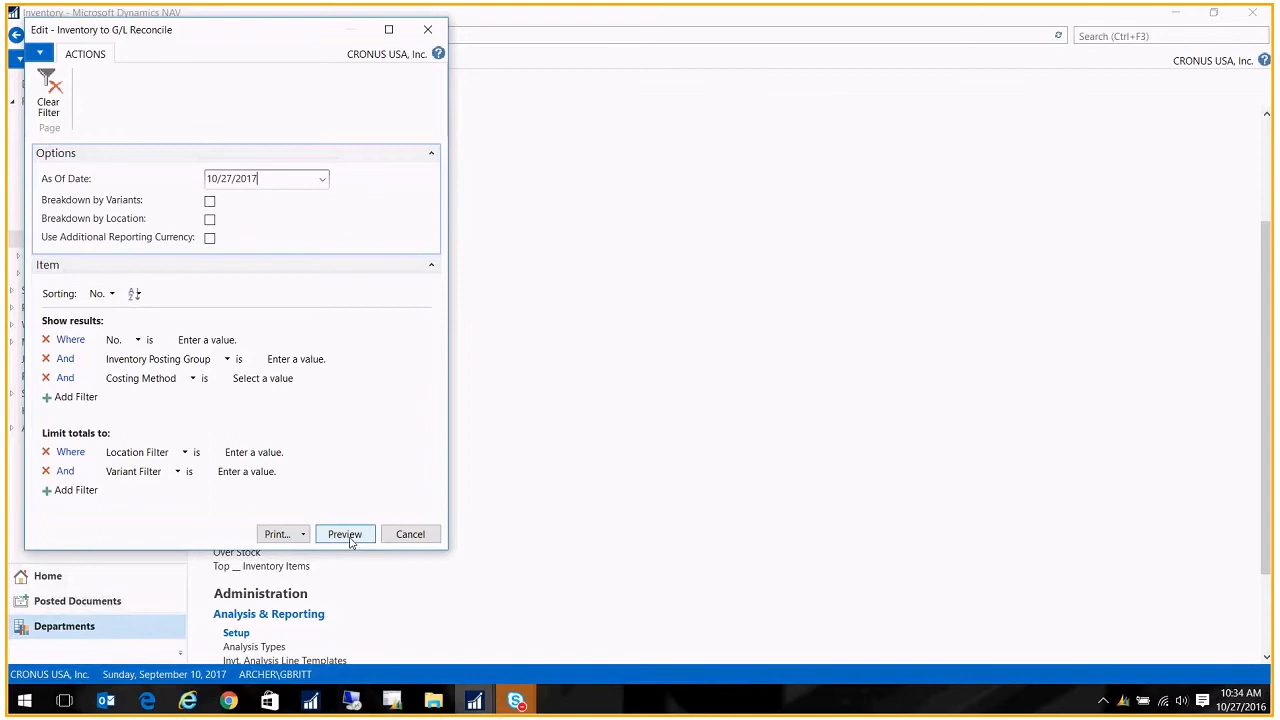 Inventory - Microsoft Dynamics NAV
Edit - Inventory to G/L Reconcile
Search (Ctrl+F3)
ACTIONS
CRONUS USA, Inc.
CRONUS USA, Inc.
Clear
Filter
Page
Options
As Of Date: 10/27/2017
Breakdown by Variants:
Breakdown by Location:
Use Additional Reporting Currency:
Item
Sorting: No.
Show results:
Where No. is Enter a value.
And Inventory Posting Group is Enter a value.
And Costing Method is Select a value
Add Filter
Limit totals to:
Where Location Filter is Enter a value.
And Variant Filter is Enter a value.
Add Filter
Print... Preview Cancel
Over Stock
Top __ Inventory Items
Home
Posted Documents
Departments
Administration
Analysis & Reporting
Setup
Analysis Types
Invt. Analysis Line Templates
CRONUS USA, Inc. Sunday, September 10, 2017 ARCHER\GBRITT
10:34 AM
10/27/2016